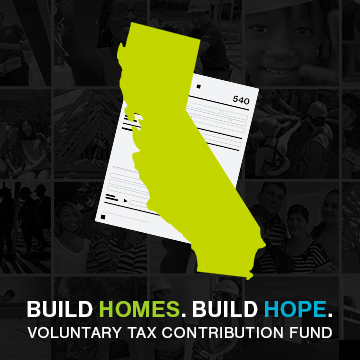 540
BUILD HOMES. BUILD HOPE.
VOLUNTARY TAX CONTRIBUTION FUND